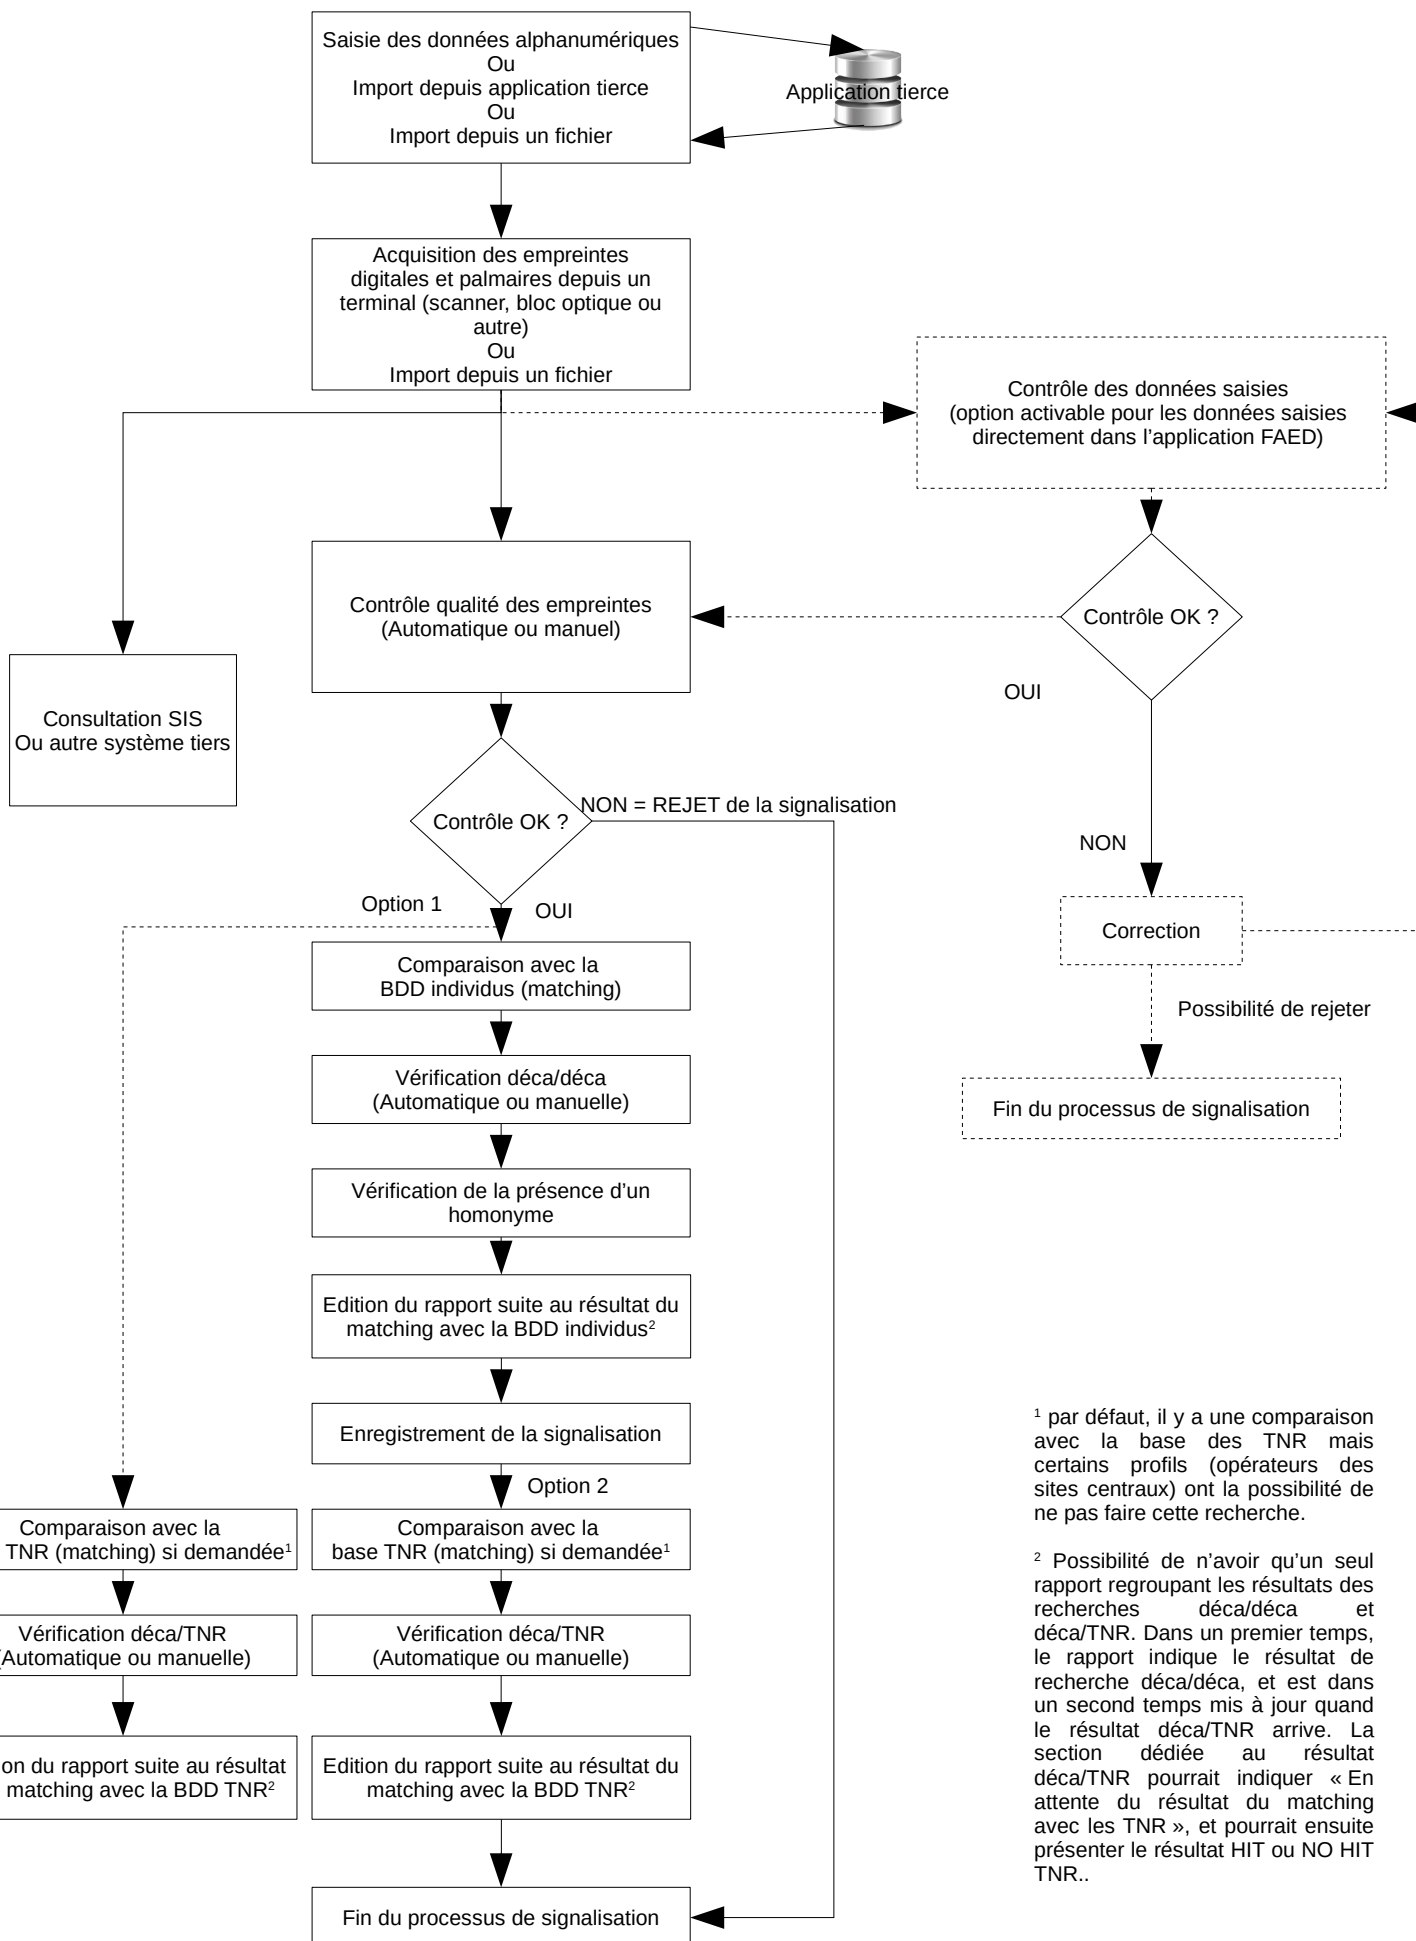 Saisie des données alphanumériques
Ou
Import depuis application tierce
Ou
Import depuis un fichier
Application tierce
Acquisition des empreintes
digitales et palmaires depuis un
terminal (scanner, bloc optique ou
autre)
Ou
Import depuis un fichier
Contrôle des données saisies
(option activable pour les données saisies
directement dans l’application FAED)
Contrôle qualité des empreintes
(Automatique ou manuel)
Contrôle OK ?
OUI
Consultation SIS
Ou autre système tiers
Contrôle OK ?
NON = REJET de la signalisation
NON
Option 1
OUI
Correction
Comparaison avec la
BDD individus (matching)
Possibilité de rejeter
Vérification déca/déca
(Automatique ou manuelle)
Fin du processus de signalisation
Vérification de la présence d’un
homonyme
Edition du rapport suite au résultat du
matching avec la BDD individus²
Enregistrement de la signalisation
Option 2
Comparaison avec la
TNR (matching) si demandée¹
Comparaison avec la
base TNR (matching) si demandée¹
Vérification déca/TNR
(Automatique ou manuelle)
Vérification déca/TNR
(Automatique ou manuelle)
on du rapport suite au résultat
matching avec la BDD TNR²
Edition du rapport suite au résultat du
matching avec la BDD TNR²
Fin du processus de signalisation
¹ par défaut, il y a une comparaison
avec la base des TNR mais
certains profils (opérateurs des
sites centraux) ont la possibilité de
ne pas faire cette recherche.
² Possibilité de n’avoir qu’un seul
rapport regroupant les résultats des
recherches déca/déca et
déca/TNR. Dans un premier temps,
le rapport indique le résultat de
recherche déca/déca, et est dans
un second temps mis à jour quand
le résultat déca/TNR arrive. La
section dédiée au résultat
déca/TNR pourrait indiquer « En
attente du résultat du matching
avec les TNR », et pourrait ensuite
présenter le résultat HIT ou NO HIT
TNR..